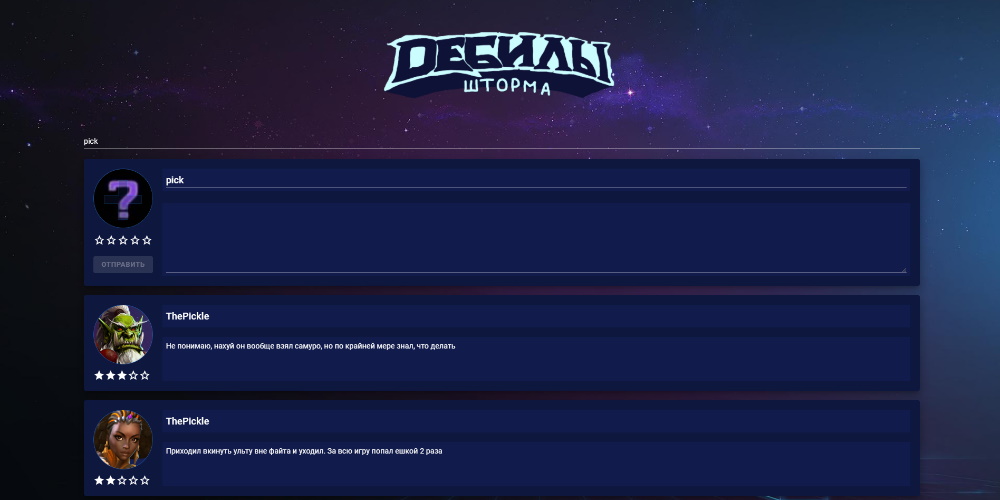 ДЕБИЛЫ
ШТОРМА
pick
pick
ОТПРАВИТЬ
ThePickle
Не понимаю, нахуй он вообще взял самуро, но по крайней мере знал, что делать
ThePickle
Приходил вкинуть ульту вне файта и уходил. За всю игру попал ешкой 2 раза